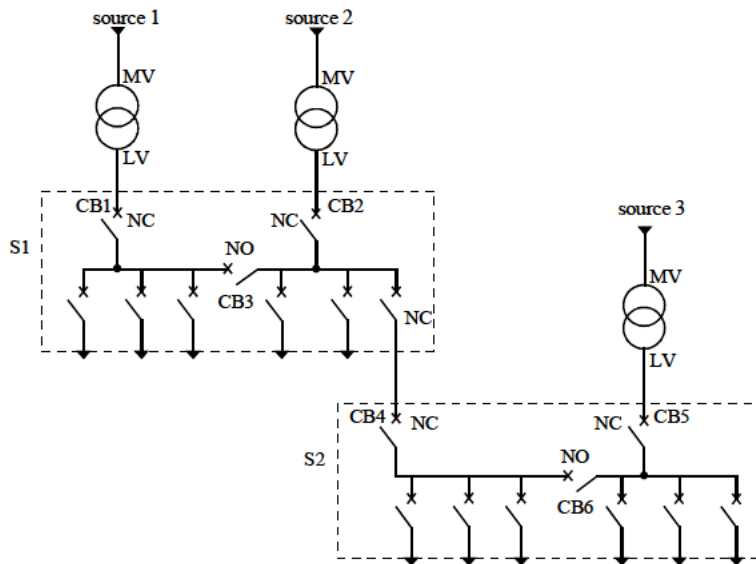 source 1
source 2
MV
MV
LV
LV
CB1
NC
NC
CB2
source 3
S1
NO
CB3
MV
NC
LV
CB4
NC
NC
CB5
S2
NO
CB6